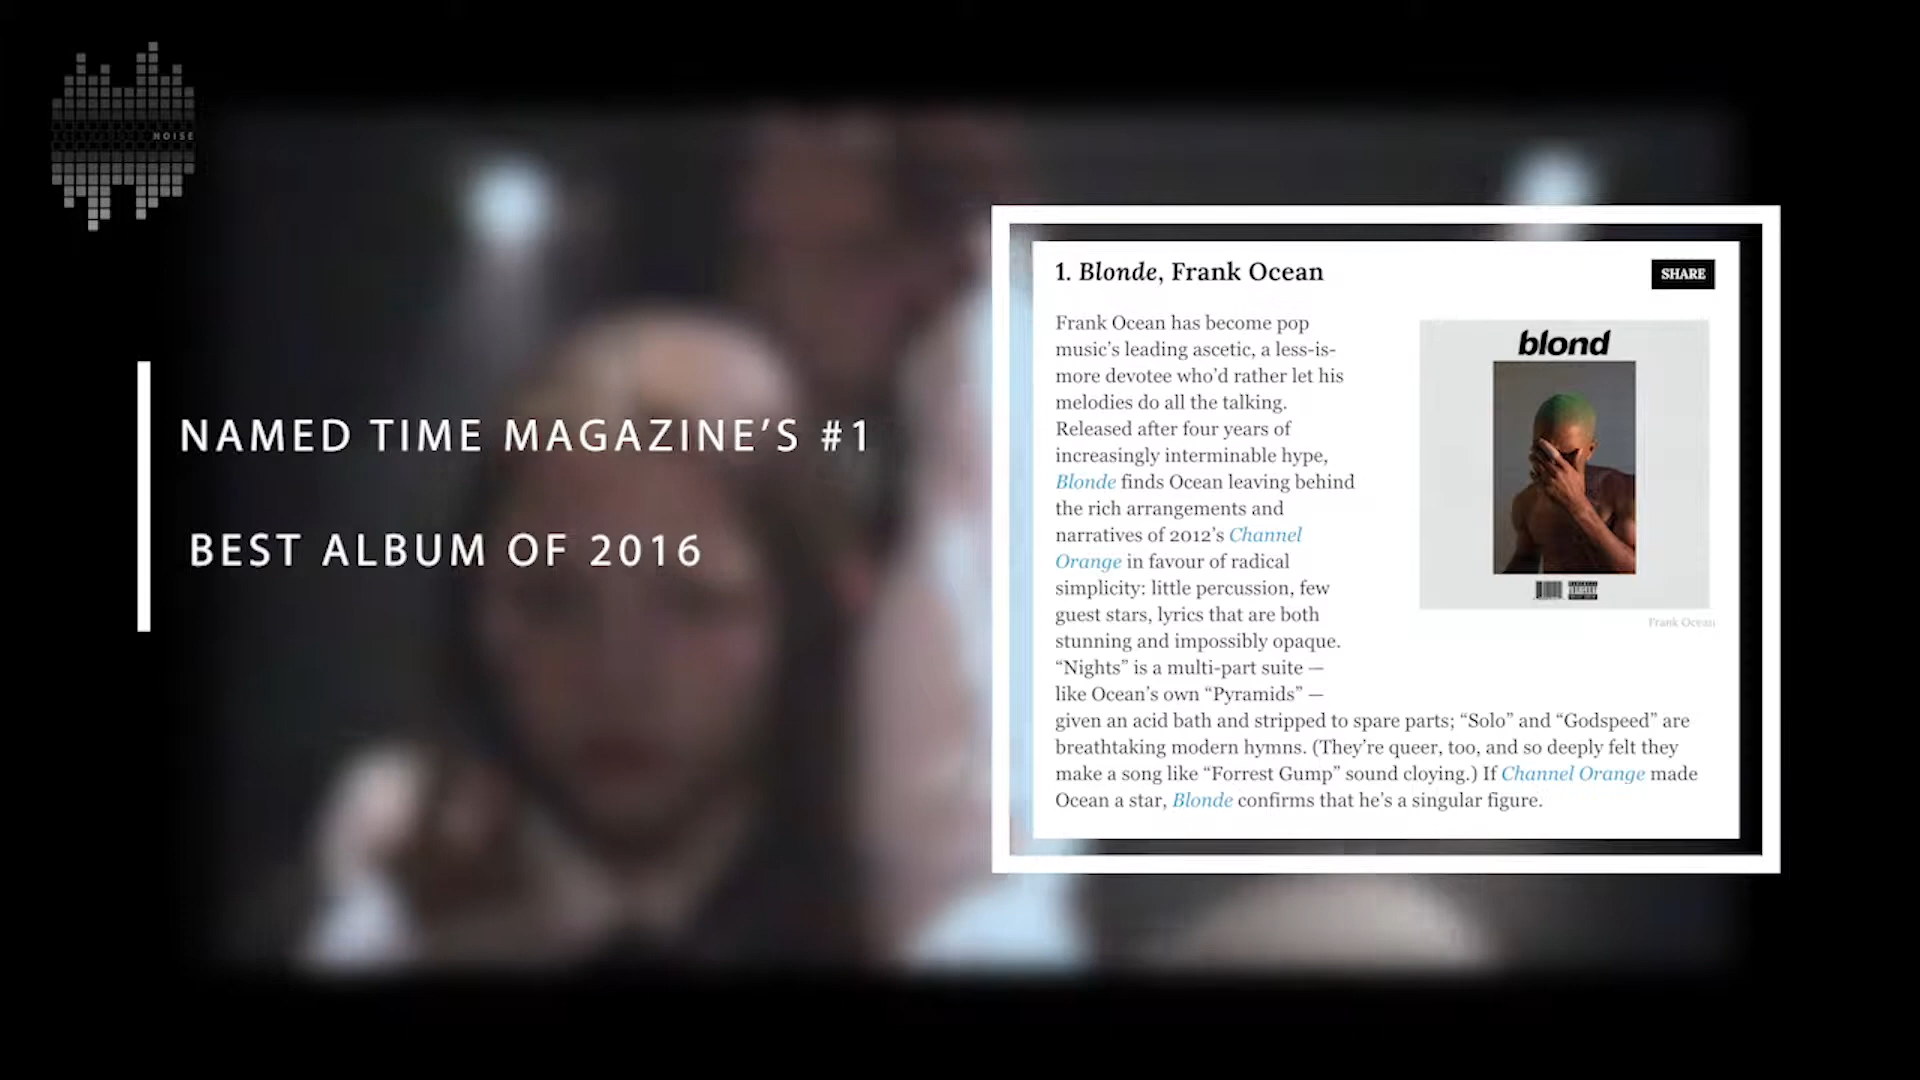 NOISE
NAMED TIME MAGAZINE’S #1
BEST ALBUM OF 2016
1. Blonde, Frank Ocean
SHARE
Frank Ocean has become pop
music’s leading ascetic, a less-is-
more devotee who’d rather let his
melodies do all the talking.
Released after four years of
increasingly interminable hype,
Blonde finds Ocean leaving behind
the rich arrangements and
narratives of 2012’s Channel
Orange in favour of radical
simplicity: little percussion, few
guest stars, lyrics that are both
stunning and impossibly opaque.
“Nights” is a multi-part suite —
like Ocean’s own “Pyramids” —
given an acid bath and stripped to spare parts; “Solo” and “Godspeed” are
breathtaking modern hymns. (They’re queer, too, and so deeply felt they
make a song like “Forrest Gump” sound cloying.) If Channel Orange made
Ocean a star, Blonde confirms that he’s a singular figure.
blond
Frank Ocean